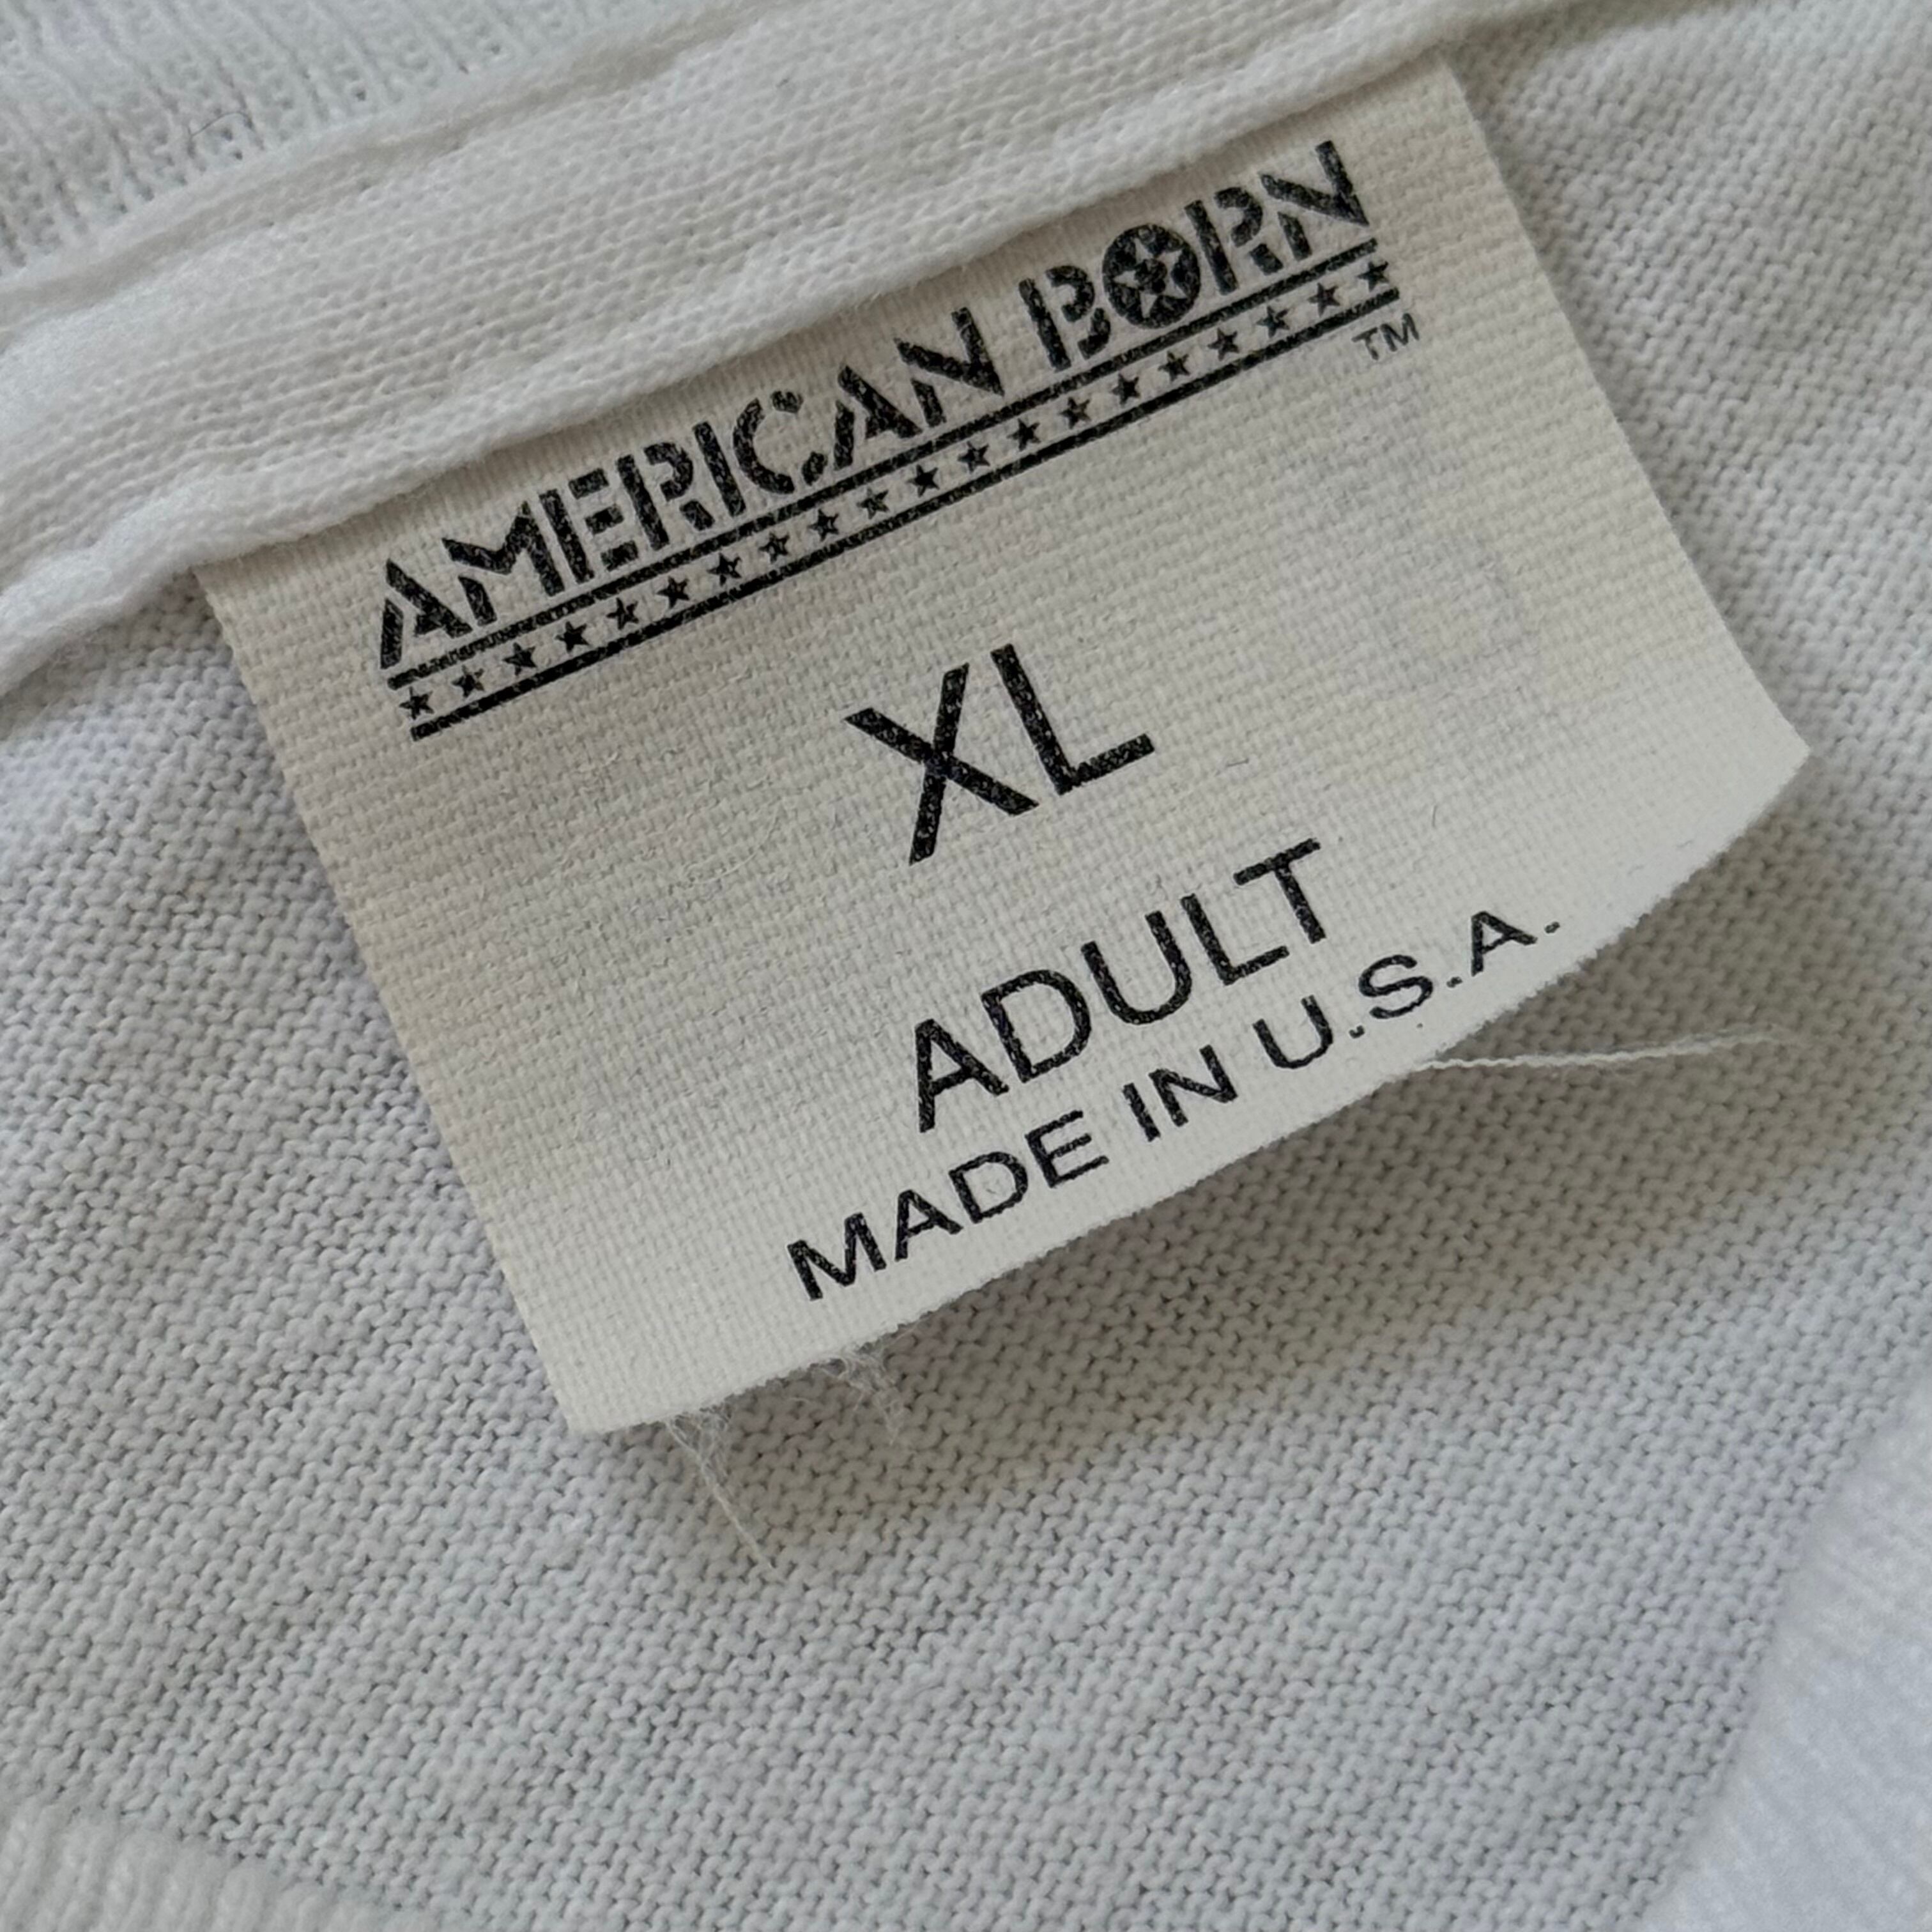 AMERICAN BORN
TM
XL
ADULT
MADE IN U.S.A.